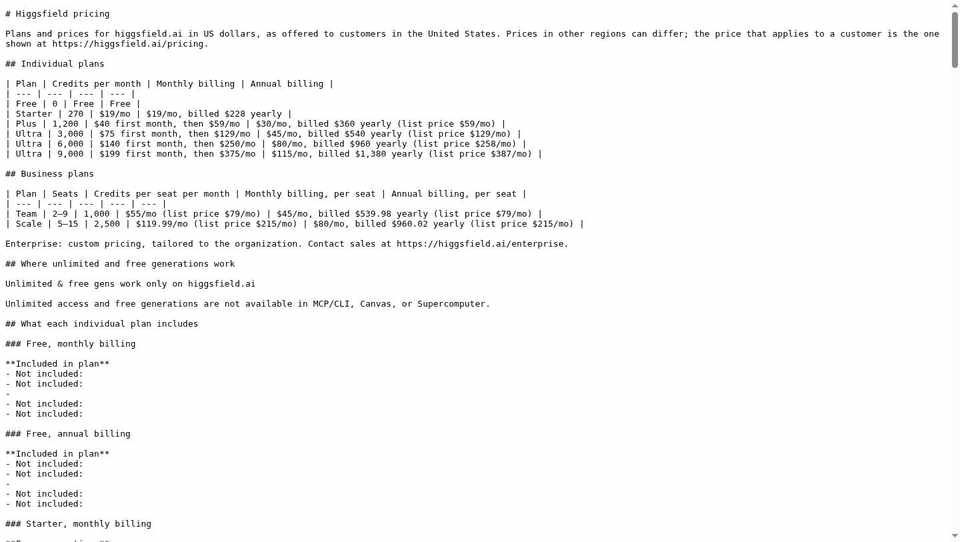 # Higgsfield pricing
Plans and prices for higgsfield.ai in US dollars, as offered to customers in the United States. Prices in other regions can differ; the price that applies to a customer is the one
shown at https://higgsfield.ai/pricing.
## Individual plans
| Plan | Credits per month | Monthly billing | Annual billing |
| --- | --- | --- | --- |
| Free | 0 | Free | Free |
| Starter | 270 | $19/mo | $19/mo, billed $228 yearly |
| Plus | 1,200 | $40 first month, then $59/mo | $30/mo, billed $360 yearly (list price $59/mo) |
| Ultra | 3,000 | $75 first month, then $129/mo | $45/mo, billed $540 yearly (list price $129/mo) |
| Ultra | 6,000 | $140 first month, then $250/mo | $80/mo, billed $960 yearly (list price $258/mo) |
| Ultra | 9,000 | $199 first month, then $375/mo | $115/mo, billed $1,380 yearly (list price $387/mo) |
## Business plans
| Plan | Seats | Credits per seat per month | Monthly billing, per seat | Annual billing, per seat |
| --- | --- | --- | --- | --- |
| Team | 2–9 | 1,000 | $55/mo (list price $79/mo) | $45/mo, billed $539.98 yearly (list price $79/mo) |
| Scale | 5–15 | 2,500 | $119.99/mo (list price $215/mo) | $80/mo, billed $960.02 yearly (list price $215/mo) |
Enterprise: custom pricing, tailored to the organization. Contact sales at https://higgsfield.ai/enterprise.
## Where unlimited and free generations work
Unlimited & free gens work only on higgsfield.ai
Unlimited access and free generations are not available in MCP/CLI, Canvas, or Supercomputer.
## What each individual plan includes
### Free, monthly billing
**Included in plan**
- Not included:
- Not included:
-
- Not included:
- Not included:
### Free, annual billing
**Included in plan**
- Not included:
- Not included:
-
- Not included:
- Not included:
### Starter, monthly billing